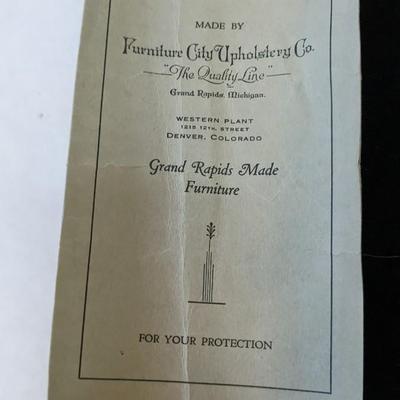 MADE BY
Furniture City Upholstery Co.
"The Quality Line"
Grand Rapids, Michigan.
WESTERN PLANT
1215 12TH. STREET
DENVER, COLORADO
Grand Rapids Made
Furniture
FOR YOUR PROTECTION